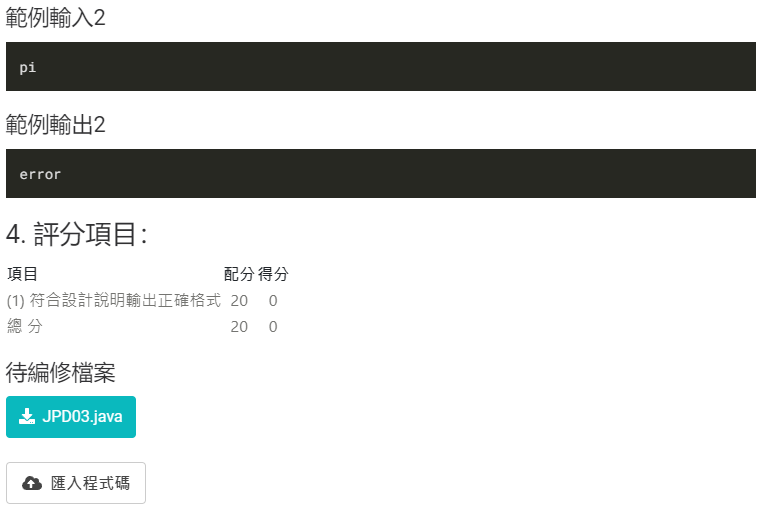 範例輸入2
pi
範例輸出2
error
4. 評分項目：
項目 配分 得分
(1) 符合設計說明輸出正確格式 20 0
總 分 20 0
待編修檔案
JPD03.java
匯入程式碼